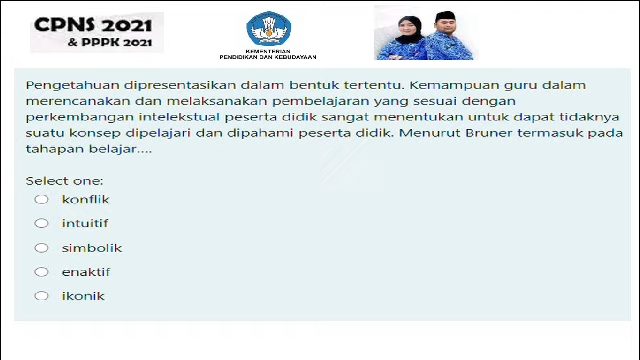 CPNS 2021
& PPPK 2021
KEMENTERIAN
PENDIDIKAN DAN KEBUDAYAAN
Pengetahuan dipresentasikan dalam bentuk tertentu. Kemampuan guru dalam
merencanakan dan melaksanakan pembelajaran yang sesuai dengan
perkembangan intelekstual peserta didik sangat menentukan untuk dapat tidaknya
suatu konsep dipelajari dan dipahami peserta didik. Menurut Bruner termasuk pada
tahapan belajar....
Select one:
konflik
intuitif
simbolik
enaktif
ikonik